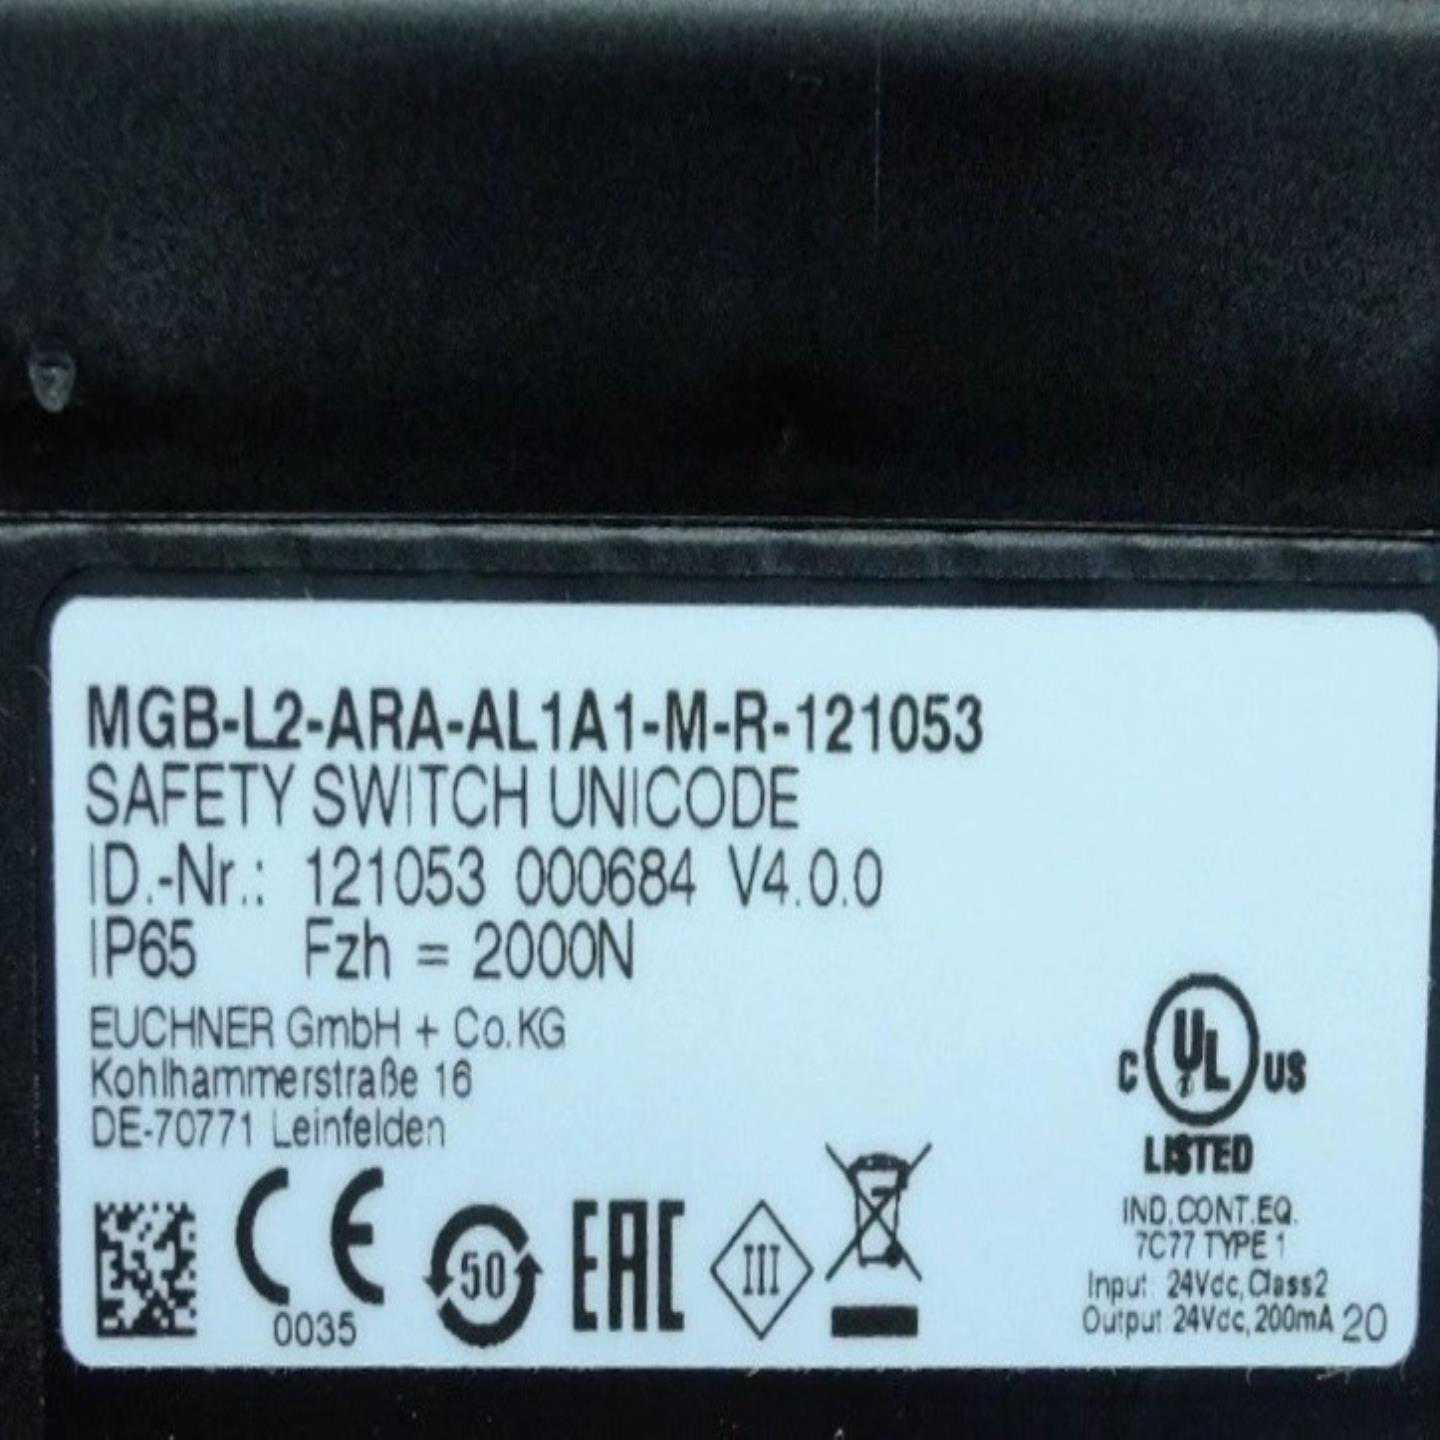 MGB-L2-ARA-AL1A1-M-R-121053
SAFETY SWITCH UNICODE
ID.-Nr.: 121053 000684 V4.0.0
IP65 Fzh = 2000N
EUCHNER GmbH + Co. KG
Kohlhammerstraße 16
DE-70771 Leinfelden
CE
0035
50
EAC
III
C UL US
LISTED
IND. CONT. EQ.
7C77 TYPE 1
Input: 24Vdc, Class2
Output 24Vdc, 200mA 20